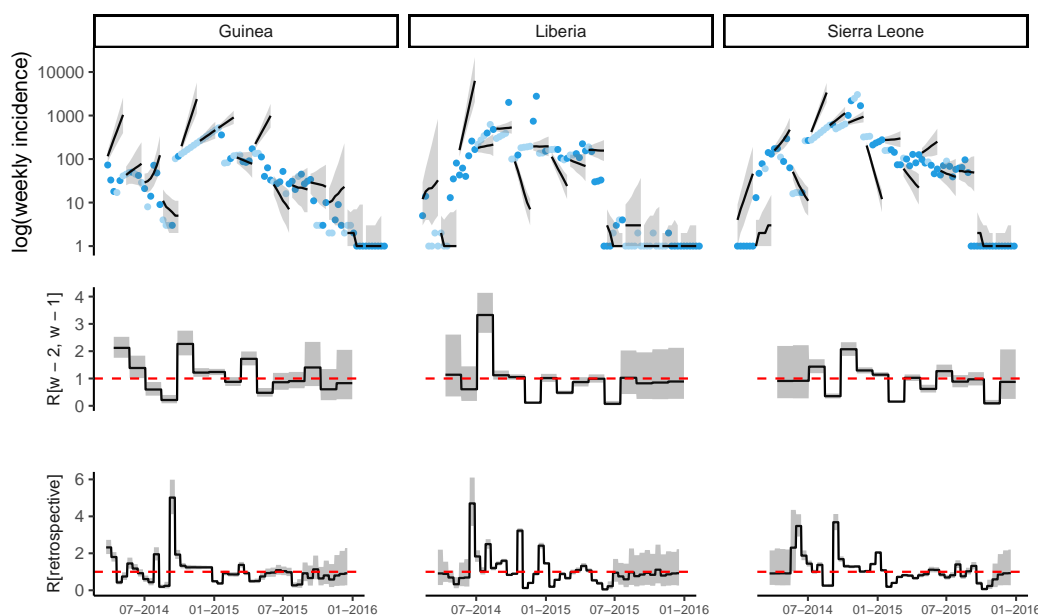 Guinea Liberia Sierra Leone
log(weekly incidence)
10000
1000
100
10
1
R[w − 2, w − 1]
4
3
2
1
0
R[retrospective]
6
4
2
0
07−2014 01−2015 07−2015 01−2016 07−2014 01−2015 07−2015 01−2016 07−2014 01−2015 07−2015 01−2016